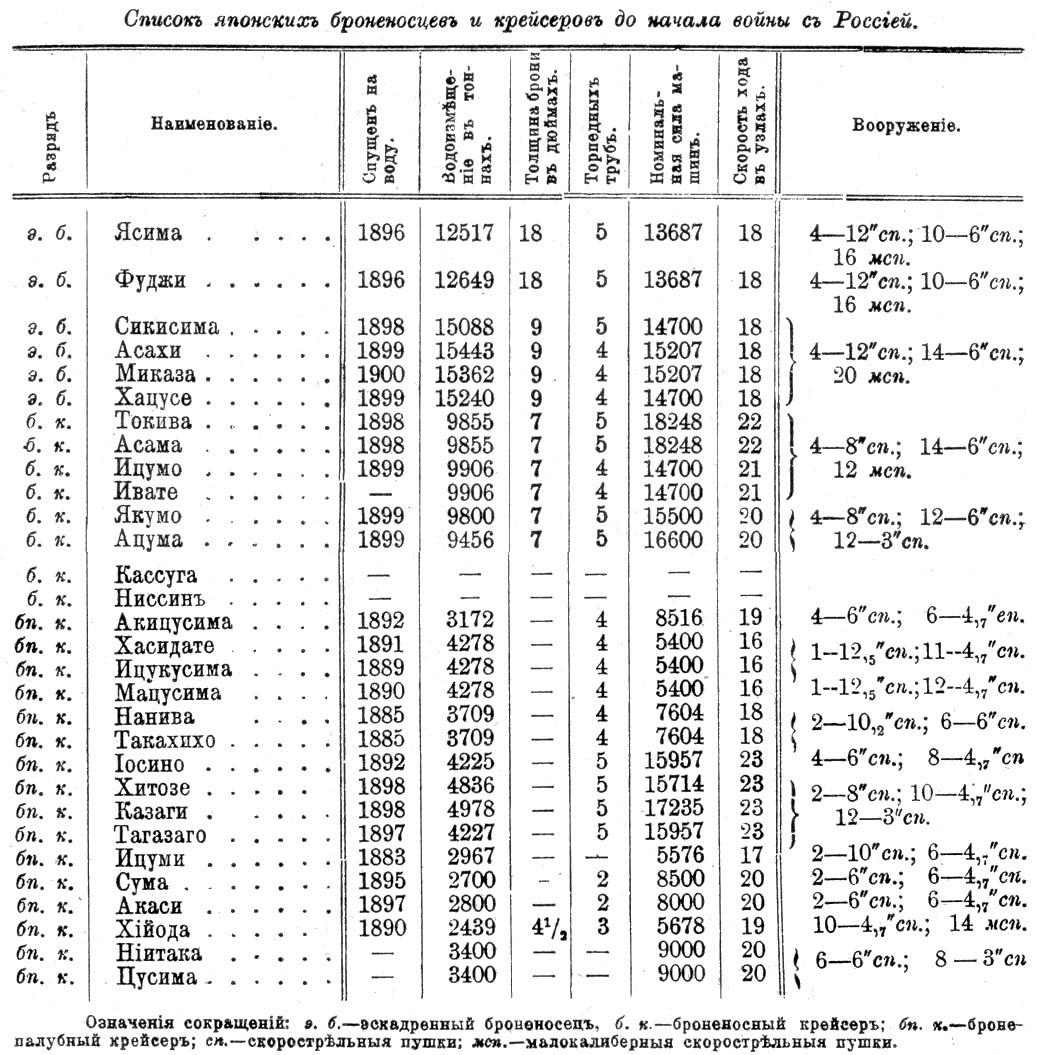 Списокъ японскихъ броненосцевъ и крейсеровъ до начала войны съ Россіей.
Разрядъ Наименованіе. Спущенъ на воду. Водоизмѣщеніе въ тоннахъ. Толщина брони въ дюймахъ. Торпедныхъ трубъ. Номинальная сила машинъ. Скорость хода въ узлахъ. Вооруженіе.
э. б. Ясима . . . . . 1896 12517 18 5 13687 18 4—12″сп.; 10—6″сп.;
16 мсп.
э. б. Фуджи . . . . . . 1896 12649 18 5 13687 18 4—12″сп.; 10—6″сп.;
16 мсп.
э. б. Сикисима . . . . . 1898 15088 9 5 14700 18
э. б. Асахи . . . . . . 1899 15443 9 4 15207 18 4—12″сп.; 14—6″сп.;
э. б. Миказа . . . . . . 1900 15362 9 4 15207 18 20 мсп.
э. б. Хацусе . . . . . . 1899 15240 9 4 14700 18
б. к. Токива . . . . . . 1898 9855 7 5 18248 22
б. к. Асама . . . . . . 1898 9855 7 5 18248 22 4—8″сп.; 14—6″сп.;
б. к. Ицумо . . . . . . 1899 9906 7 4 14700 21 12 мсп.
б. к. Ивате . . . . . . — 9906 7 4 14700 21
б. к. Якумо . . . . . . 1899 9800 7 5 15500 20 4—8″сп.; 12—6″сп.;
б. к. Ацума . . . . . . 1899 9456 7 5 16600 20 12—3″сп.
б. к. Кассуга . . . . . — — — — — —
б. к. Ниссинъ . . . . . — — — — — —
бп. к. Акицусима . . . . 1892 3172 — 4 8516 19 4—6″сп.; 6—4,7″еп.
бп. к. Хасидате . . . . . 1891 4278 — 4 5400 16 1--12,5″сп.;11--4,7″сп.
бп. к. Ицукусима . . . . 1889 4278 — 4 5400 16
бп. к. Мацусима . . . . 1890 4278 — 4 5400 16 1--12,5″сп.;12--4,7″сп.
бп. к. Нанива . . . . 1885 3709 — 4 7604 18 2—10,2″сп.; 6—6″сп.
бп. к. Такахихо . . . . . 1885 3709 — 4 7604 18
бп. к. Іосино . . . . . . 1892 4225 — 5 15957 23 4—6″сп.; 8—4,7″сп
бп. к. Хитозе . . . . . . 1898 4836 — 5 15714 23 2—8″сп.; 10—4,7″сп.;
бп. к. Казаги . . . . . . 1898 4978 — 5 17235 23 12—3″сп.
бп. к. Тагазаго . . . . . 1897 4227 — 5 15957 23
бп. к. Ицуми . . . . . . 1883 2967 — — 5576 17 2—10″сп.; 6—4,7″сп.
бп. к. Сума . . . . . . . 1895 2700 — 2 8500 20 2—6″сп.; 6—4,7″сп.
бп. к. Акаси . . . . . . 1897 2800 — 2 8000 20 2—6″сп.; 6—4,7″сп.
бп. к. Хійода . . . . . 1890 2439 4½ 3 5678 19 10—4,7″сп.; 14 мсп.
бп. к. Ніитака . . . . . — 3400 — — 9000 20 6—6″сп.; 8 — 3″сп
бп. к. Цусима . . . . . . — 3400 — — 9000 20
Означенія сокращеній: э. б.—эскадренный броненосецъ, б. к.—броненосный крейсеръ; бп. к.—броне-
палубный крейсеръ; сп.—скорострѣльныя пушки; мсп.—малокалиберныя скорострѣльныя пушки.